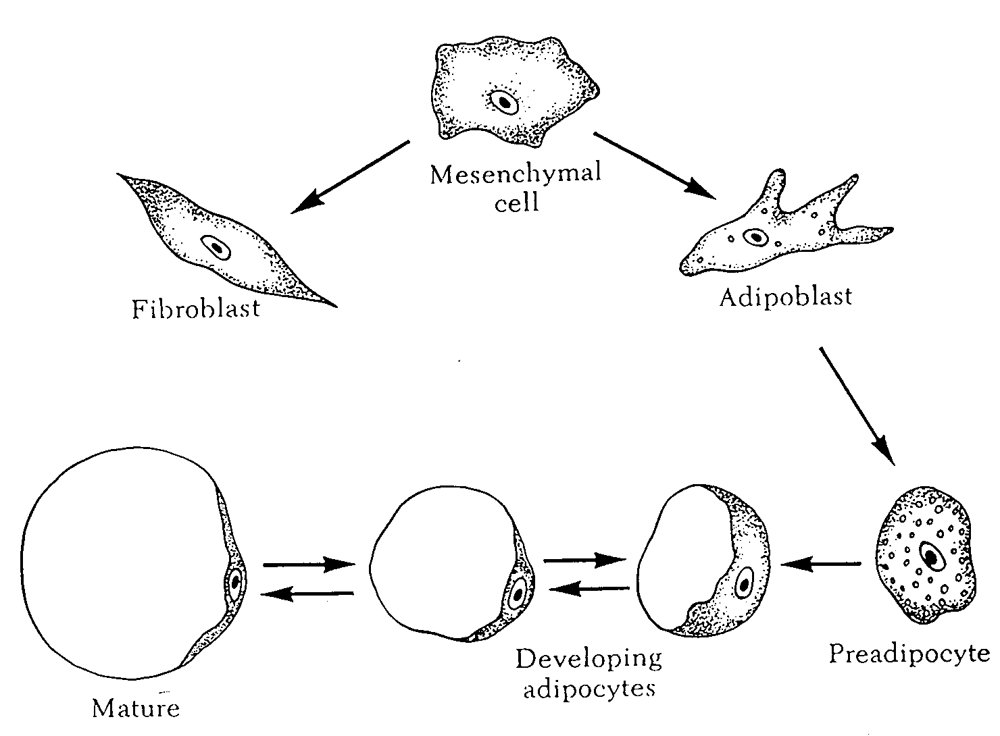 Mesenchymal
cell
Fibroblast
Adipoblast
Developing
adipocytes
Preadipocyte
Mature